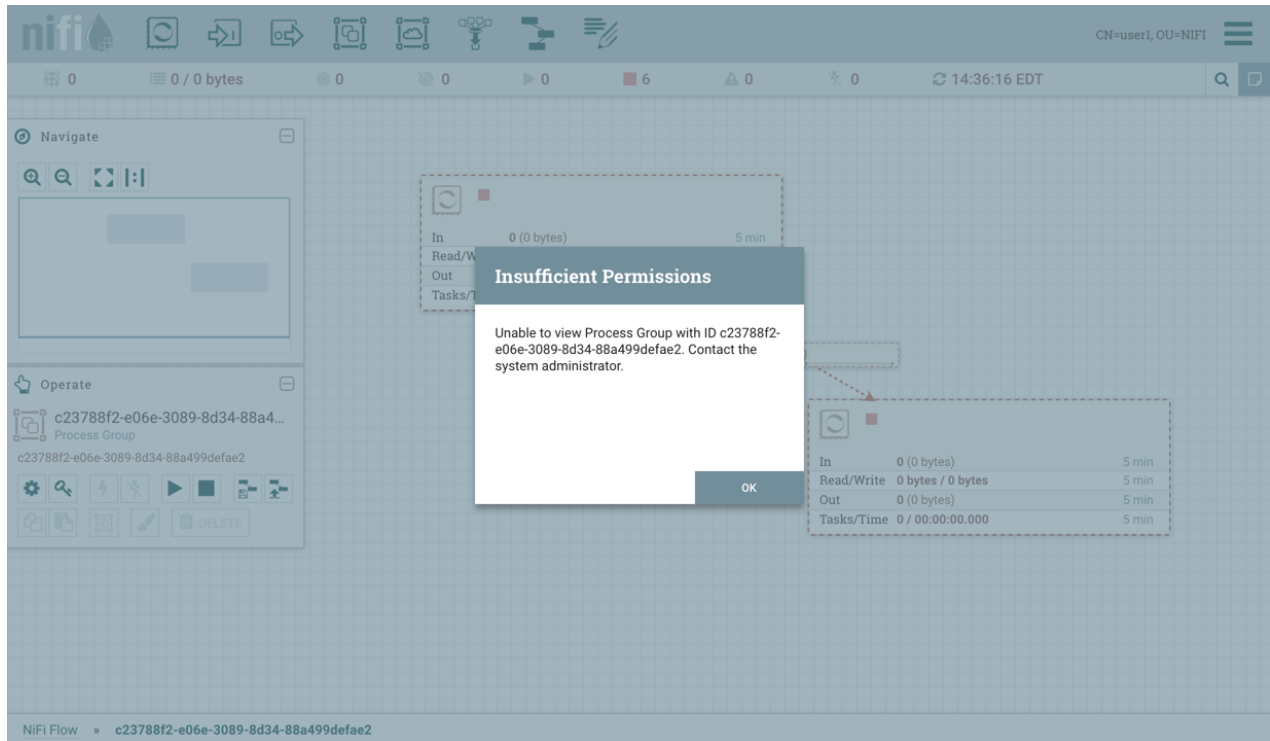 nifi
CN=user1, OU=NIFI
0
0 / 0 bytes
0
0
0
6
0
0
14:36:16 EDT
Navigate
Operate
c23788f2-e06e-3089-8d34-88a4...
Process Group
c23788f2-e06e-3089-8d34-88a499defae2
DELETE
In 0 (0 bytes) 5 min
Read/W
Out
Tasks/T
Insufficient Permissions
Unable to view Process Group with ID c23788f2-
e06e-3089-8d34-88a499defae2. Contact the
system administrator.
OK
In 0 (0 bytes) 5 min
Read/Write 0 bytes / 0 bytes 5 min
Out 0 (0 bytes) 5 min
Tasks/Time 0 / 00:00:00.000 5 min
NiFi Flow » c23788f2-e06e-3089-8d34-88a499defae2